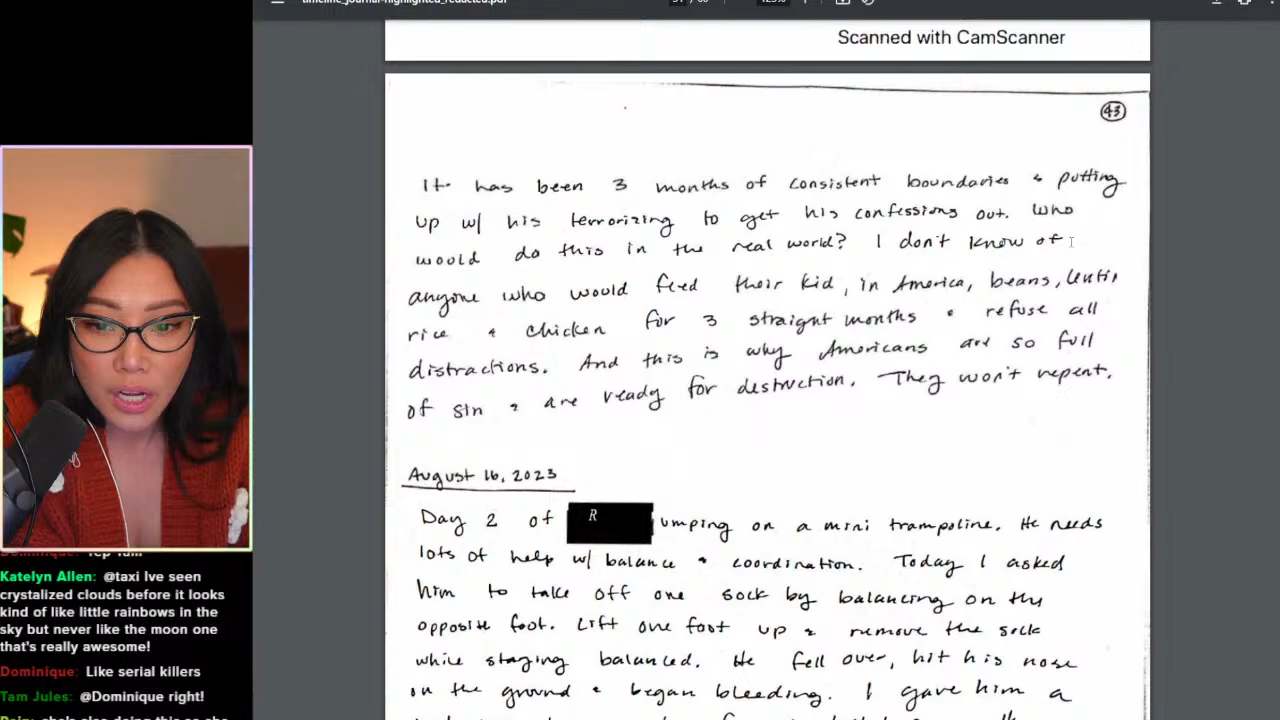 timeline_journal-highlighted_redacted.pdf
Scanned with CamScanner
43
It has been 3 months of consistent boundaries & putting
up w/ his terrorizing to get his confessions out. Who
would do this in the real world? I don't know of
anyone who would feed their kid, in America, beans,
rice & chicken for 3 straight months & refuse all
distractions. And this is why Americans are so full
of sin & are ready for destruction. They won't repent.
August 16, 2023
Day 2 of R umping on a mini trampoline. He needs
lots of help w/ balance & coordination. Today I asked
him to take off one sock by balancing on the
opposite foot. Lift one foot up & remove the sock
while staying balanced. He fell over, hit his nose
on the ground & began bleeding. I gave him a
Katelyn Allen: @taxi Ive seen
crystalized clouds before it looks
kind of like little rainbows in the
sky but never like the moon one
that's really awesome!
Dominique: Like serial killers
Tam Jules: @Dominique right!